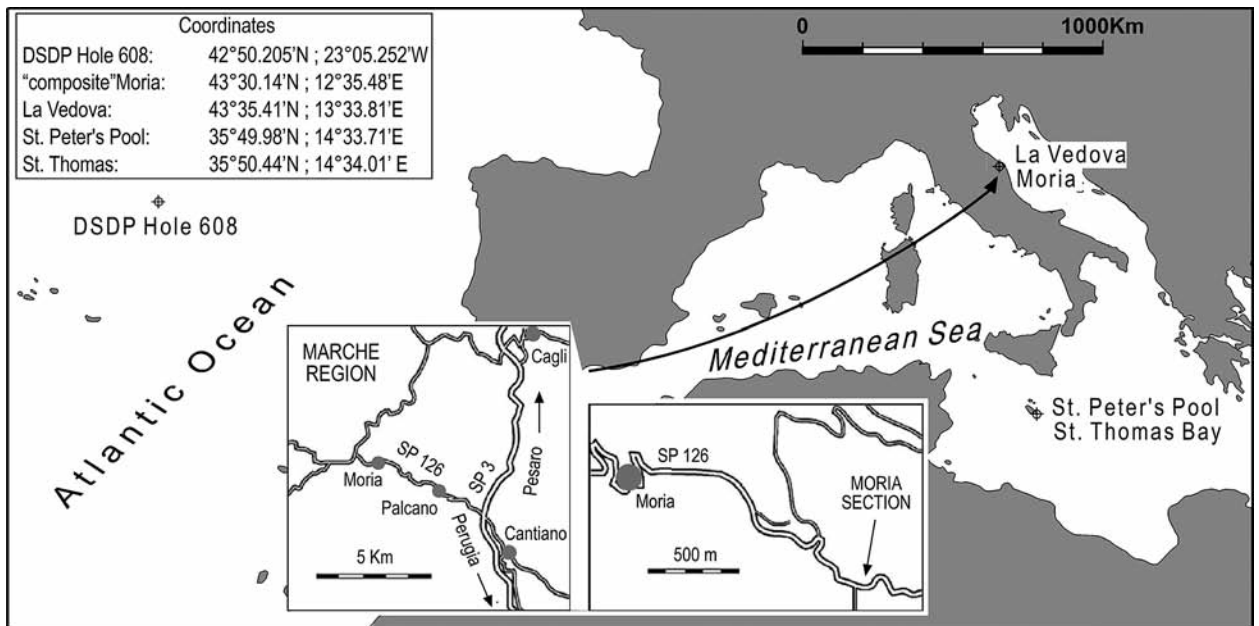 Coordinates
DSDP Hole 608: 42°50.205'N ; 23°05.252'W
“composite”Moria: 43°30.14'N ; 12°35.48'E
La Vedova: 43°35.41'N ; 13°33.81'E
St. Peter's Pool: 35°49.98'N ; 14°33.71'E
St. Thomas: 35°50.44'N ; 14°34.01' E
0 1000Km
La Vedova
Moria
DSDP Hole 608
Atlantic Ocean
Mediterranean Sea
St. Peter's Pool
St. Thomas Bay
MARCHE
REGION
Cagli
SP 126
SP 3
Pesaro
Moria
Palcano
Perugia
Cantiano
5 Km
SP 126
Moria
MORIA
SECTION
500 m